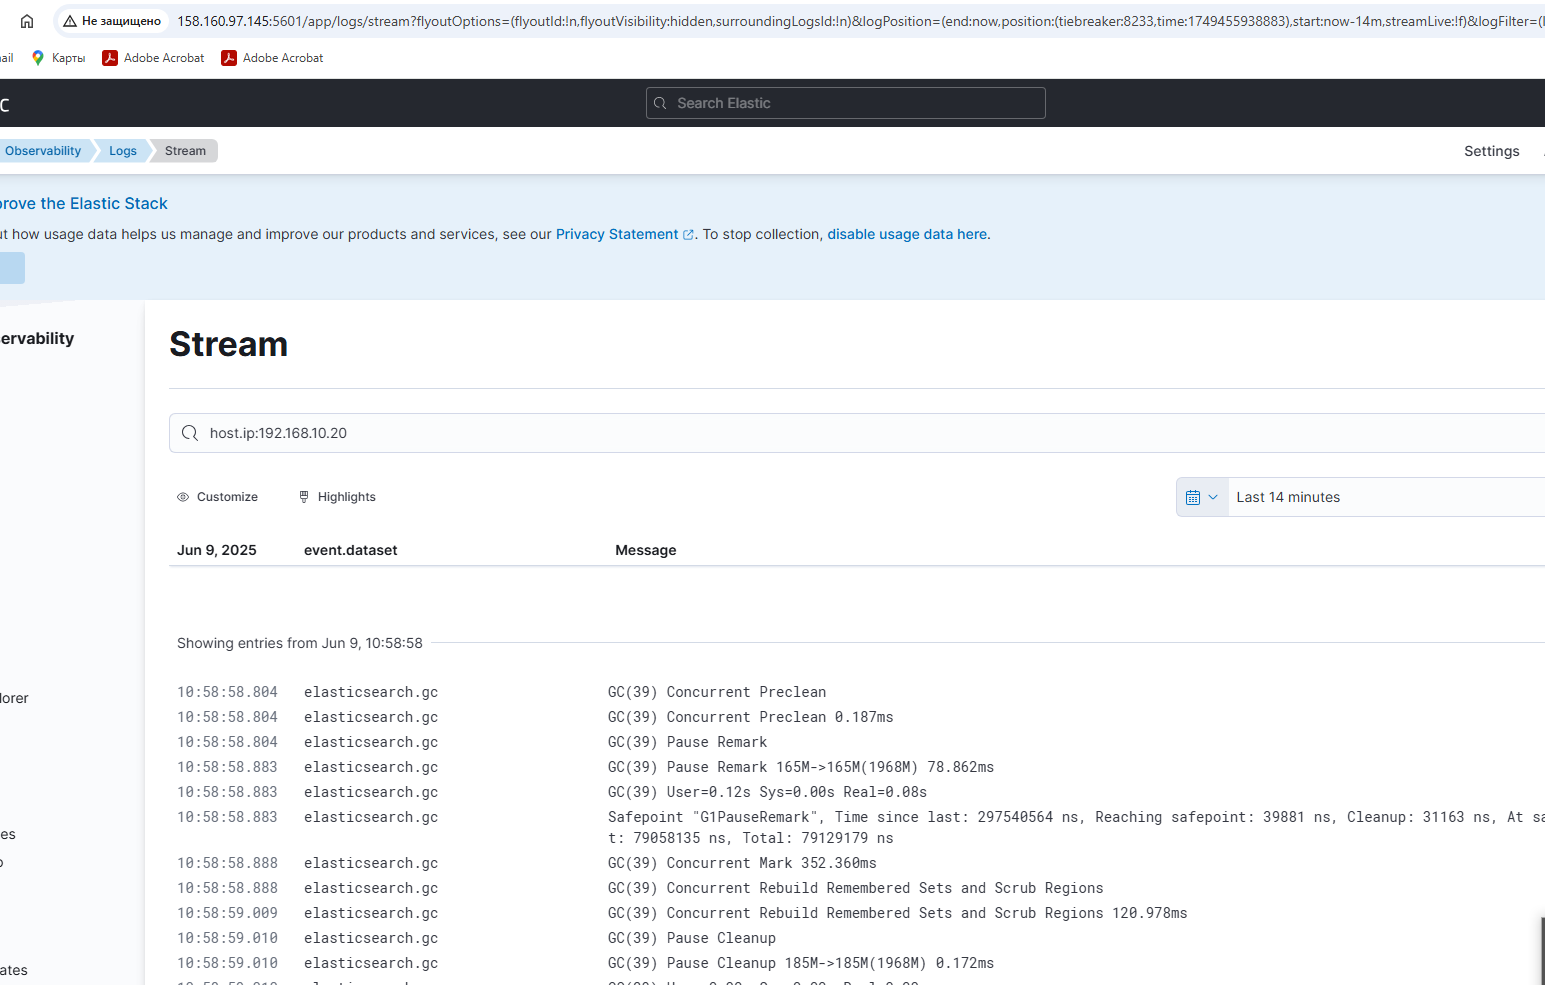 Не защищено 158.160.97.145:5601/app/logs/stream?flyoutOptions=(flyoutId:!n,flyoutVisibility:hidden,surroundingLogsId:!n)&logPosition=(end:now,position:(tiebreaker:8233,time:1749455938883),start:now-14m,streamLive:!f)&logFilter=(l
ail Карты Adobe Acrobat Adobe Acrobat
c Search Elastic
Observability Logs Stream Settings
prove the Elastic Stack
ut how usage data helps us manage and improve our products and services, see our Privacy Statement. To stop collection, disable usage data here.
servability
Stream
host.ip:192.168.10.20
Customize Highlights Last 14 minutes
Jun 9, 2025 event.dataset Message
Showing entries from Jun 9, 10:58:58
10:58:58.804 elasticsearch.gc GC(39) Concurrent Preclean
lorer
10:58:58.804 elasticsearch.gc GC(39) Concurrent Preclean 0.187ms
10:58:58.804 elasticsearch.gc GC(39) Pause Remark
10:58:58.883 elasticsearch.gc GC(39) Pause Remark 165M->165M(1968M) 78.862ms
10:58:58.883 elasticsearch.gc GC(39) User=0.12s Sys=0.00s Real=0.08s
10:58:58.883 elasticsearch.gc Safepoint "G1PauseRemark", Time since last: 297540564 ns, Reaching safepoint: 39881 ns, Cleanup: 31163 ns, At sa
es t: 79058135 ns, Total: 79129179 ns
10:58:58.888 elasticsearch.gc GC(39) Concurrent Mark 352.360ms
10:58:58.888 elasticsearch.gc GC(39) Concurrent Rebuild Remembered Sets and Scrub Regions
10:58:59.009 elasticsearch.gc GC(39) Concurrent Rebuild Remembered Sets and Scrub Regions 120.978ms
10:58:59.010 elasticsearch.gc GC(39) Pause Cleanup
10:58:59.010 elasticsearch.gc GC(39) Pause Cleanup 185M->185M(1968M) 0.172ms
ates